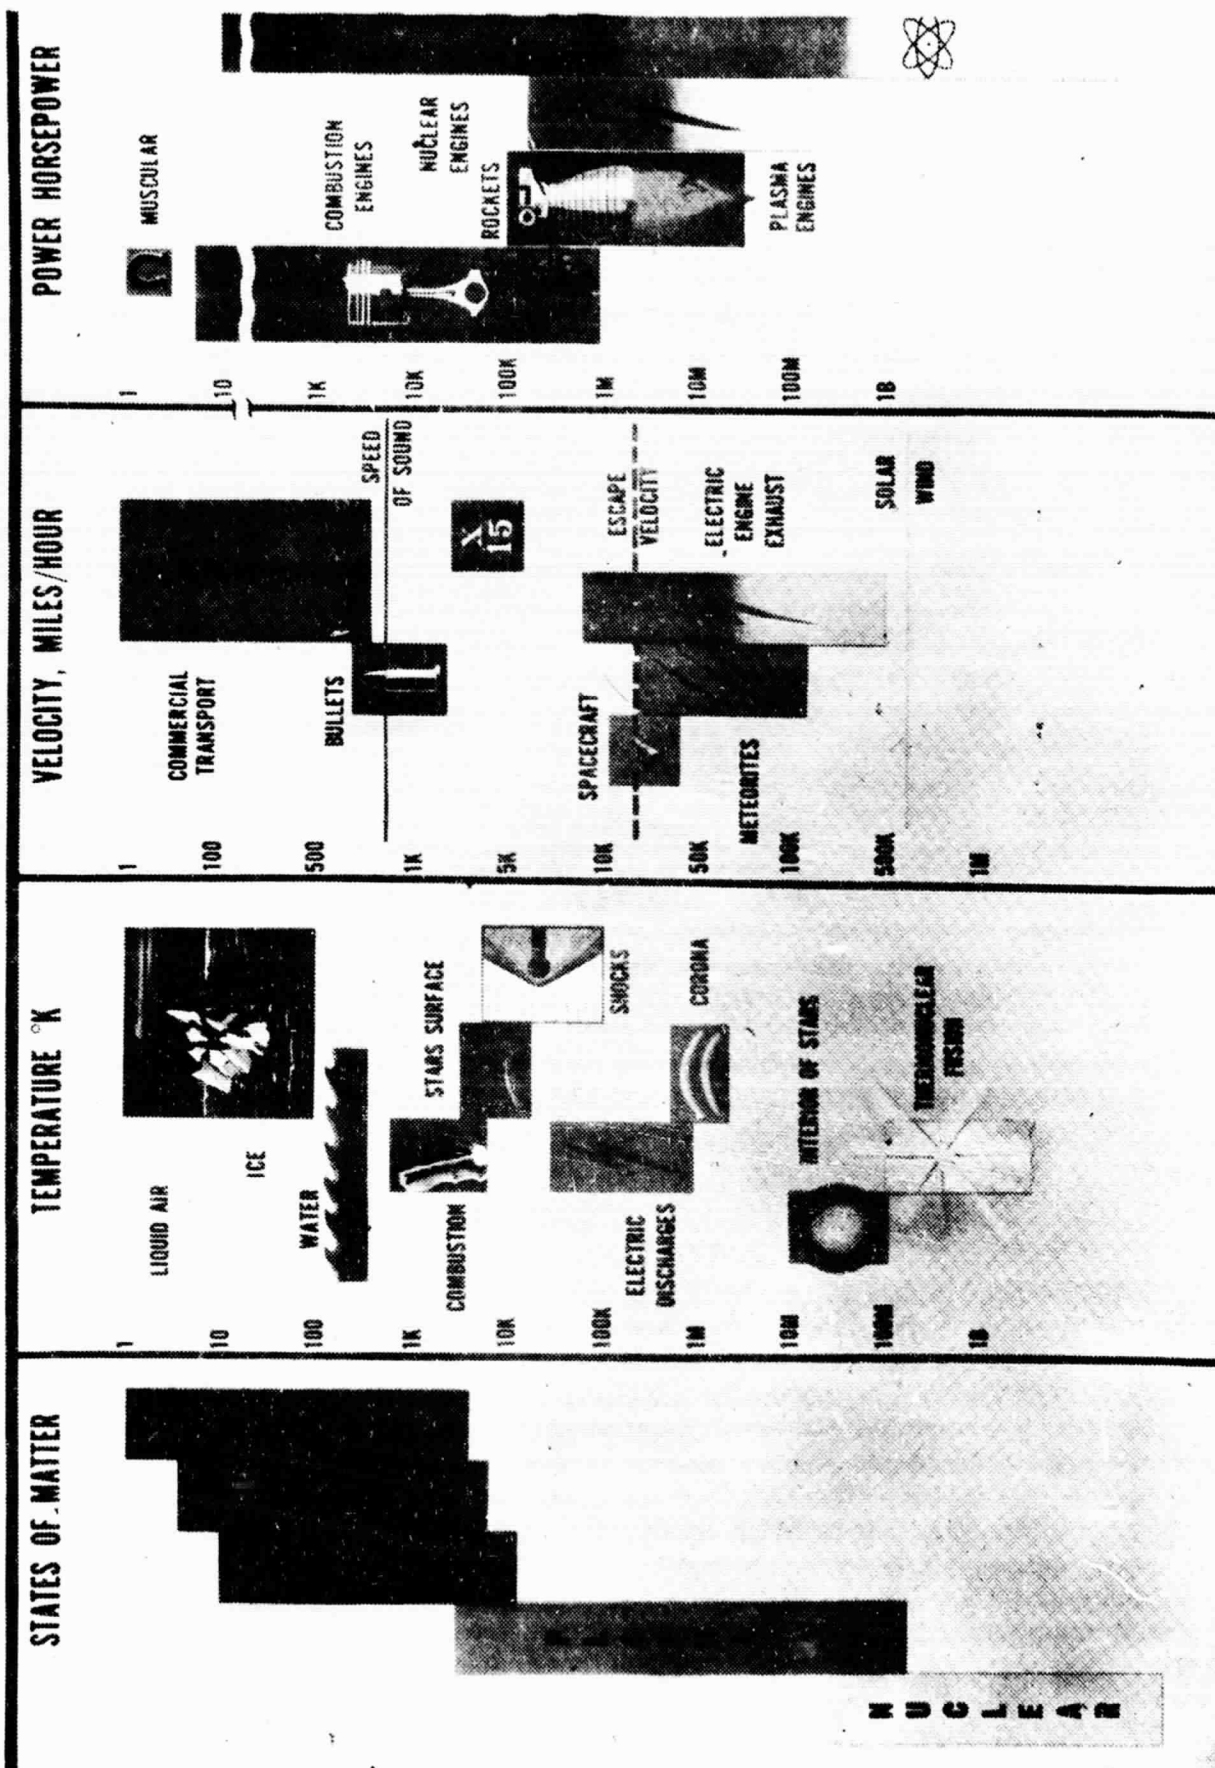 STATES OF MATTER
NUCLEAR
TEMPERATURE °K
1
10
100
1K
10K
100K
1M
10M
100M
1B
LIQUID AIR
ICE
WATER
COMBUSTION
STARS SURFACE
SHOCKS
ELECTRIC
DISCHARGES
CORONA
INTERIOR OF STARS
THERMONUCLEAR
FUSION
VELOCITY, MILES/HOUR
1
100
500
1K
5K
10K
50K
100K
500K
1M
COMMERCIAL
TRANSPORT
BULLETS
SPEED
OF SOUND
X
15
SPACECRAFT
ESCAPE
VELOCITY
METEORITES
ELECTRIC
ENGINE
EXHAUST
SOLAR
WIND
POWER HORSEPOWER
1
10
1K
10K
100K
1M
10M
100M
1B
MUSCULAR
COMBUSTION
ENGINES
NUCLEAR
ENGINES
ROCKETS
PLASMA
ENGINES